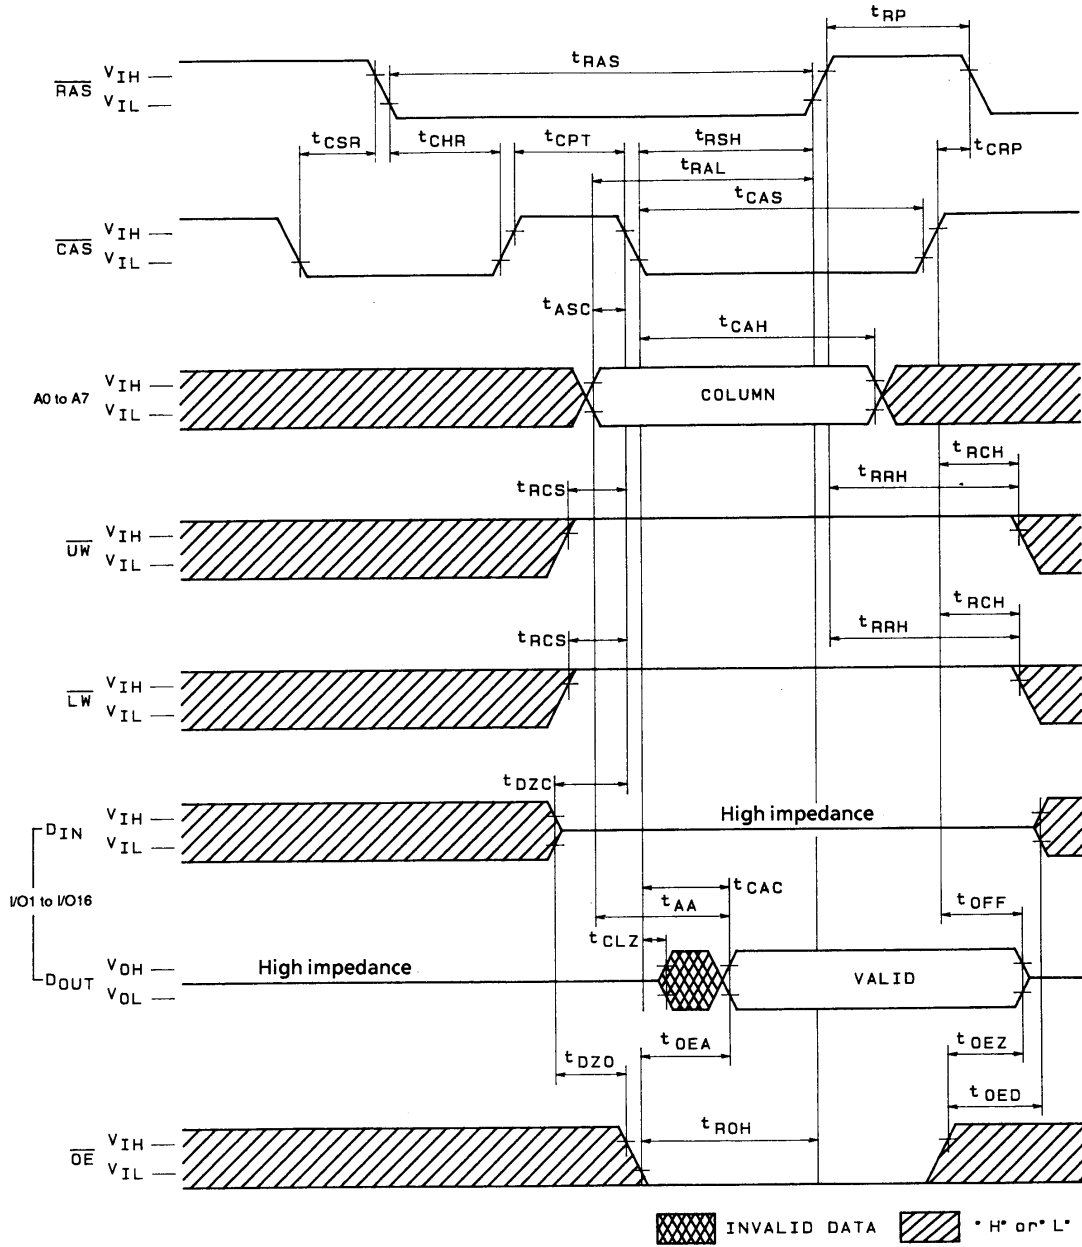 tRP
tRAS
RAS VIH
VIL
tCSR tCHR tCPT tRSH tCRP
tRAL
tCAS
CAS VIH
VIL
tASC tCAH
A0 to A7 VIH
VIL
COLUMN
tRCS tRCH
tRRH
UW VIH
VIL
tRCH
tRCS tRRH
LW VIH
VIL
tDZC
DIN VIH
VIL
High impedance
I/O1 to I/O16
tCAC
tAA tOFF
tCLZ
DOUT VOH
VOL
High impedance
VALID
tOEA tOEZ
tDZO
tOED
tROH
OE VIH
VIL
INVALID DATA "H" or "L"